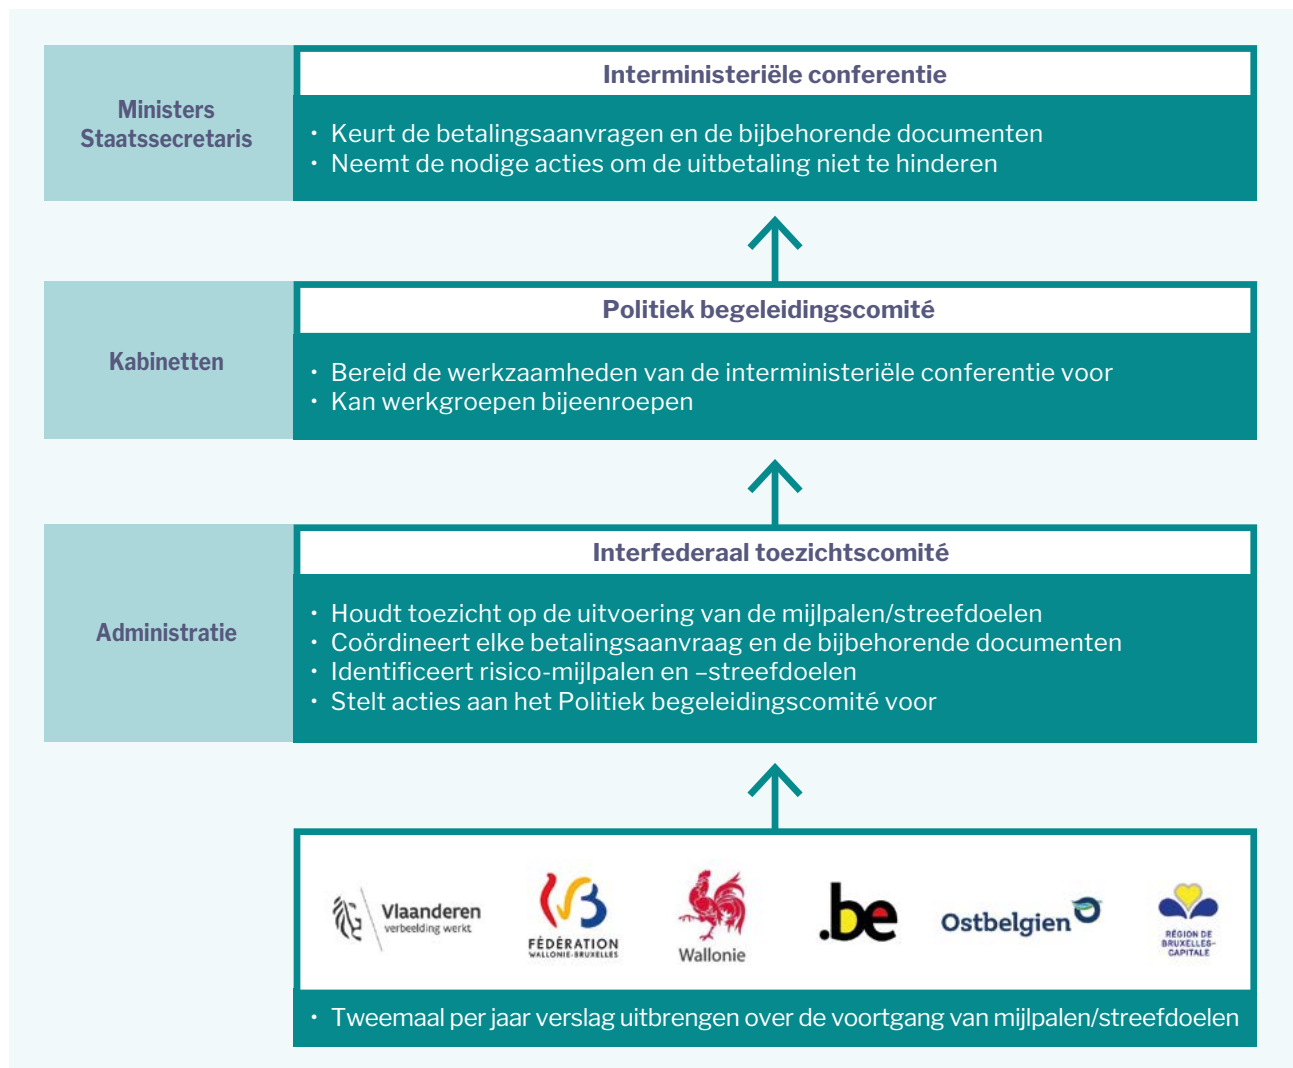 Ministers
Staatssecretaris
Interministeriële conferentie
• Keurt de betalingsaanvragen en de bijbehorende documenten
• Neemt de nodige acties om de uitbetaling niet te hinderen
Kabinetten
Politiek begeleidingscomité
• Bereid de werkzaamheden van de interministeriële conferentie voor
• Kan werkgroepen bijeenroepen
Administratie
Interfederaal toezichtscomité
• Houdt toezicht op de uitvoering van de mijlpalen/streefdoelen
• Coördineert elke betalingsaanvraag en de bijbehorende documenten
• Identificeert risico-mijlpalen en –streefdoelen
• Stelt acties aan het Politiek begeleidingscomité voor
Vlaanderen
verbeelding werkt
FÉDÉRATION
WALLONIE-BRUXELLES
Wallonie
.be
Ostbelgien
RÉGION DE
BRUXELLES-
CAPITALE
• Tweemaal per jaar verslag uitbrengen over de voortgang van mijlpalen/streefdoelen